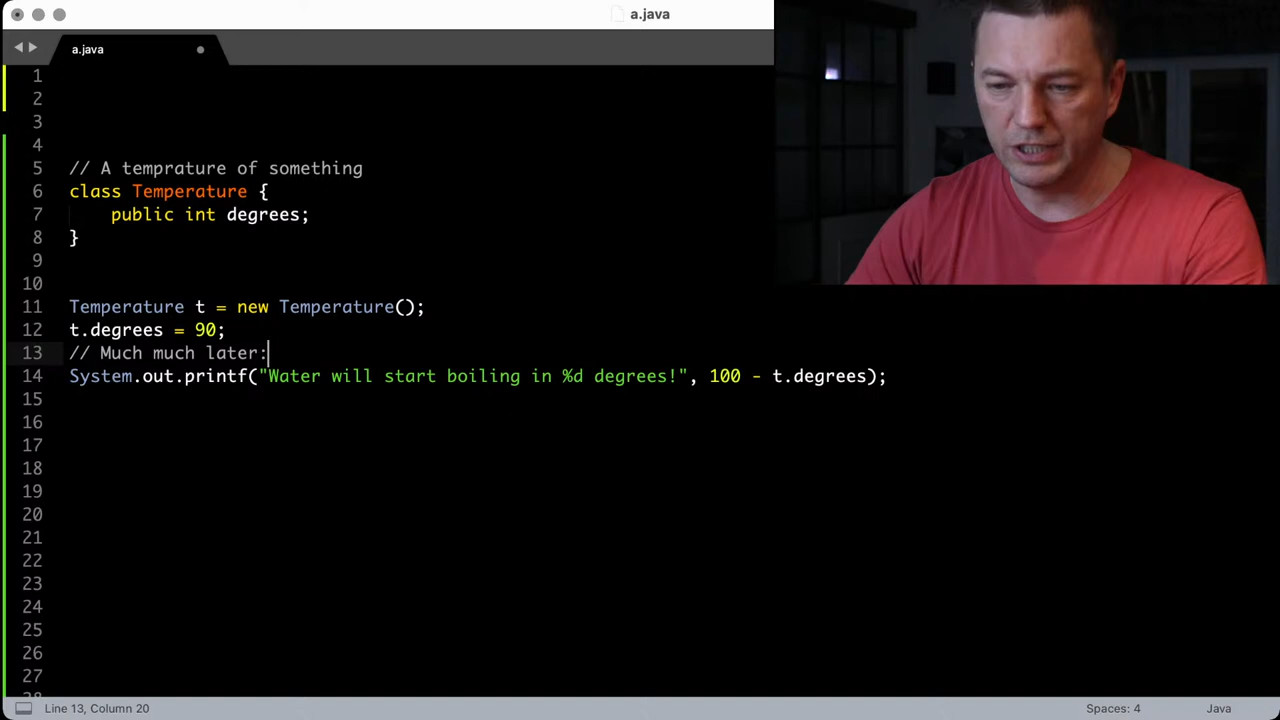 a.java
a.java
1
2
3
4
5 // A temprature of something
6 class Temperature {
7 public int degrees;
8 }
9
10
11 Temperature t = new Temperature();
12 t.degrees = 90;
13 // Much much later:
14 System.out.printf("Water will start boiling in %d degrees!", 100 - t.degrees);
15
16
17
18
19
20
21
22
23
24
25
26
27
28
Line 13, Column 20
Spaces: 4
Java